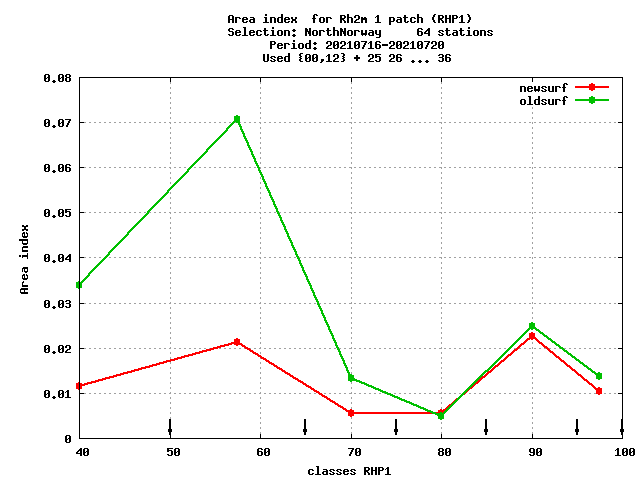 Area index  for Rh2m 1 patch (RHP1)
Selection: NorthNorway     64 stations
Period: 20210716-20210720
Used {00,12} + 25 26 ... 36
newsurf
oldsurf
0.08
0.07
0.06
0.05
0.04
0.03
0.02
0.01
0
Area index
40 50 60 70 80 90 100
classes RHP1